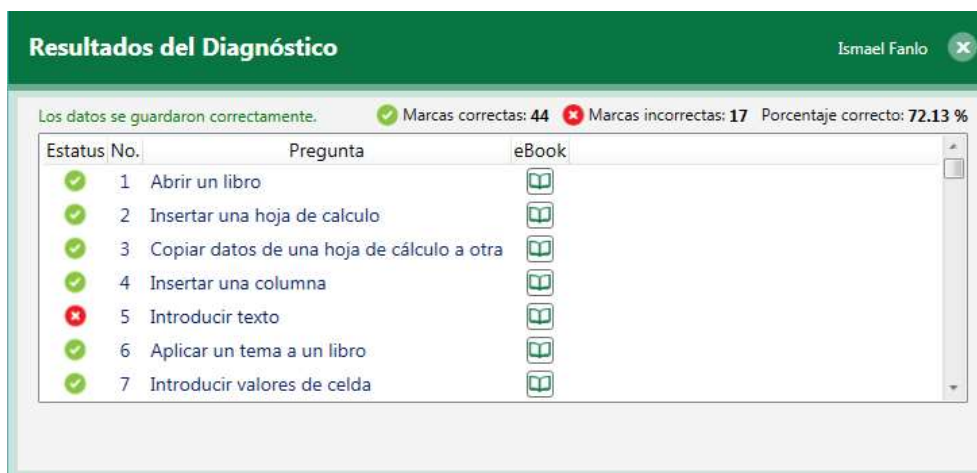 Resultados del Diagnóstico
Ismael Fanlo
Los datos se guardaron correctamente. Marcas correctas: 44 Marcas incorrectas: 17 Porcentaje correcto: 72.13 %
Estatus No. Pregunta eBook
1 Abrir un libro
2 Insertar una hoja de calculo
3 Copiar datos de una hoja de cálculo a otra
4 Insertar una columna
5 Introducir texto
6 Aplicar un tema a un libro
7 Introducir valores de celda